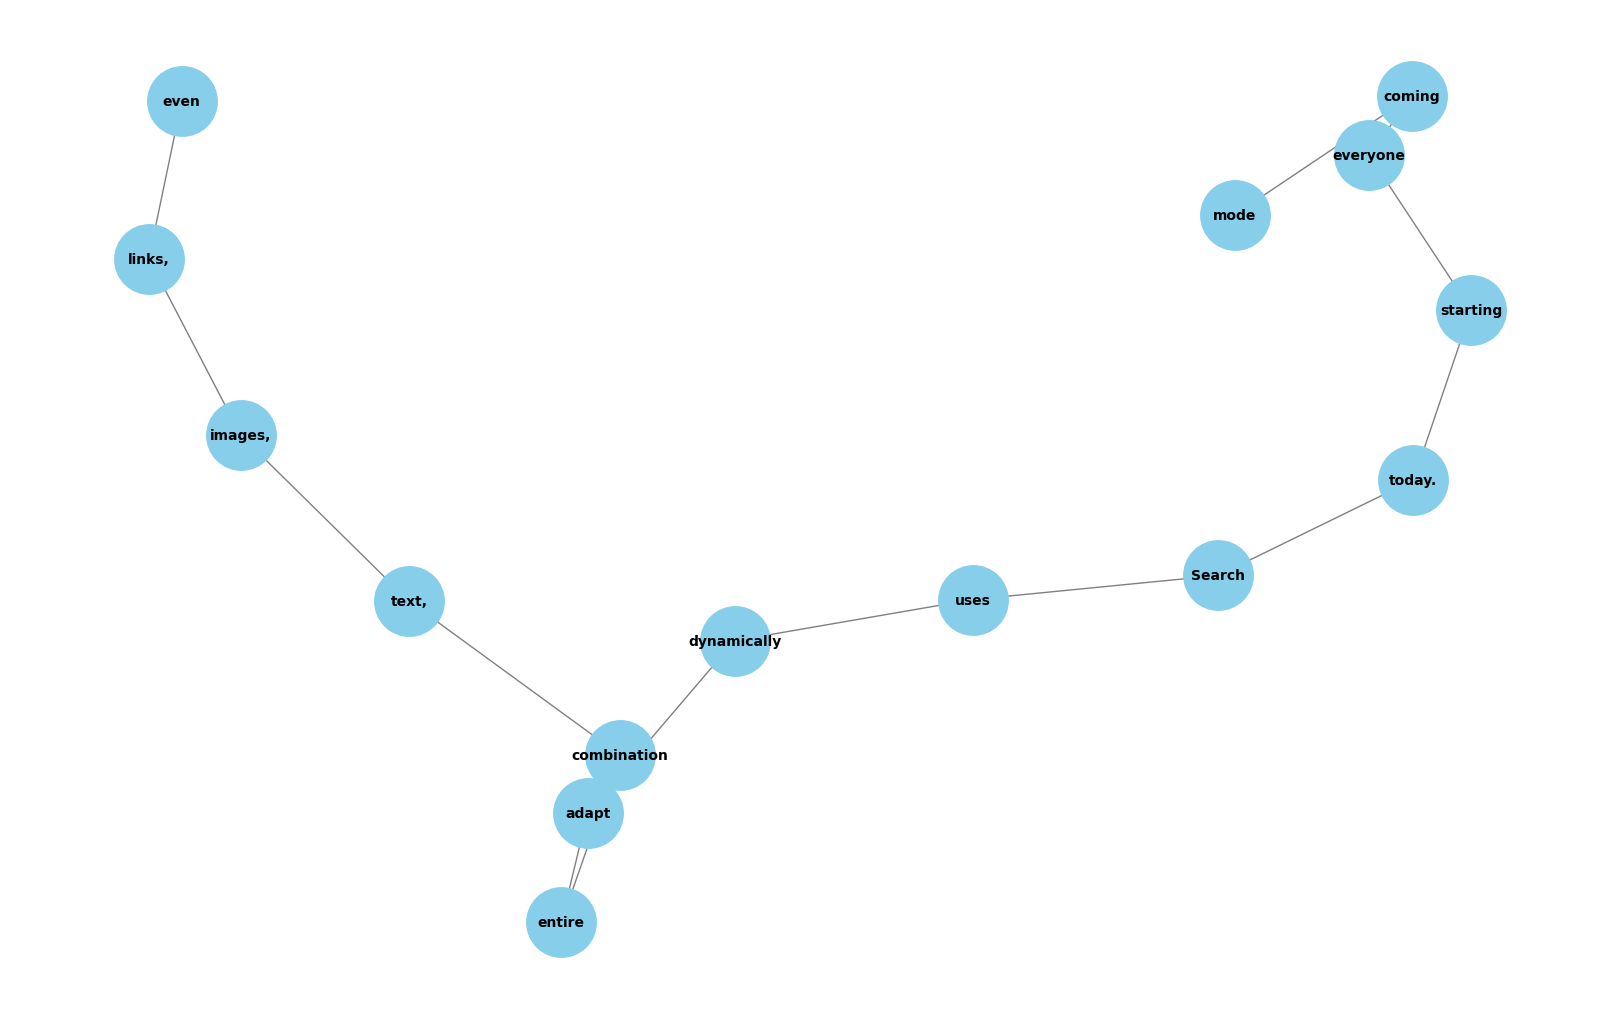 coming
even
everyone
mode
links,
starting
images,
today.
Search
uses
text,
dynamically
combination
adapt
entire